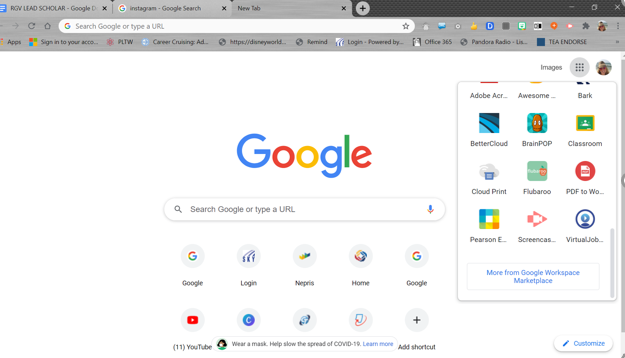 RGV LEAD SCHOLAR - Google D
instagram - Google Search
New Tab
Search Google or type a URL
Apps
Sign in to your acco...
PLTW
Career Cruising: Ad...
https://disneyworld...
Remind
Login - Powered by...
Office 365
Pandora Radio - Lis...
TEA ENDORSE
Images
Adobe Acr...
Awesome ...
Bark
BetterCloud
BrainPOP
Classroom
Google
Cloud Print
Flubaroo
PDF to Wo...
Search Google or type a URL
Pearson E...
Screencas...
VirtualJob...
More from Google Workspace
Marketplace
Google
Login
Nepris
Home
Google
(11) YouTube
Wear a mask. Help slow the spread of COVID-19. Learn more
Add shortcut
Customize